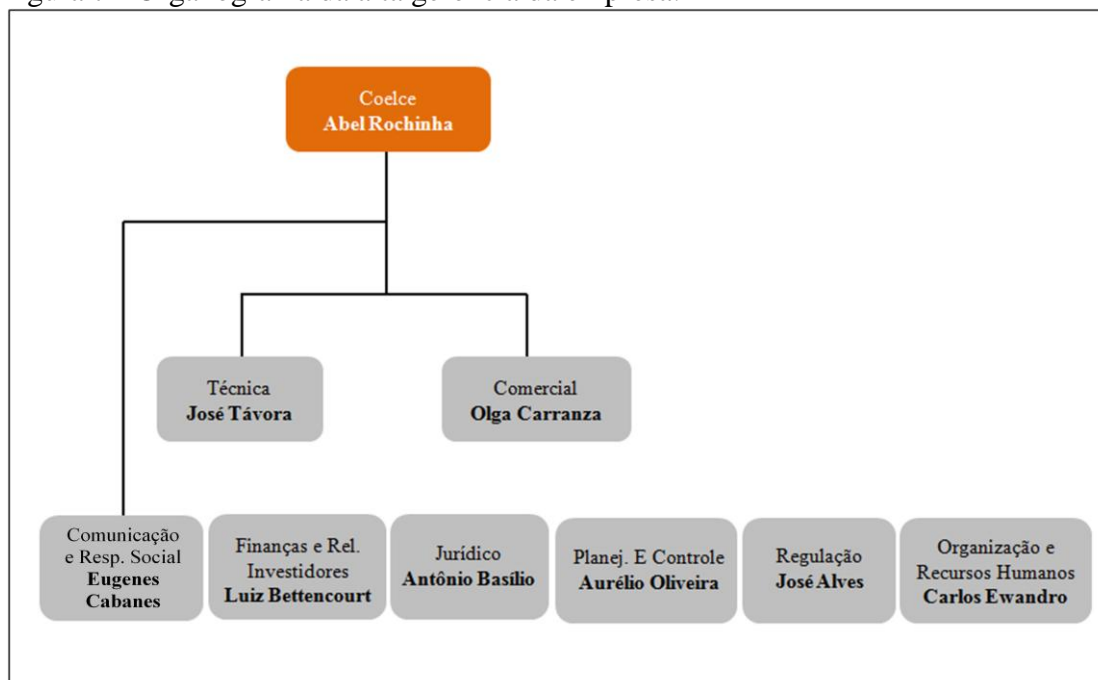 Coelce
Abel Rochinha
Técnica
José Távora
Comercial
Olga Carranza
Comunicação
e Resp. Social
Eugenes
Cabanes
Finanças e Rel.
Investidores
Luiz Bettencourt
Jurídico
Antônio Basílio
Planej. E Controle
Aurélio Oliveira
Regulação
José Alves
Organização e
Recursos Humanos
Carlos Ewandro